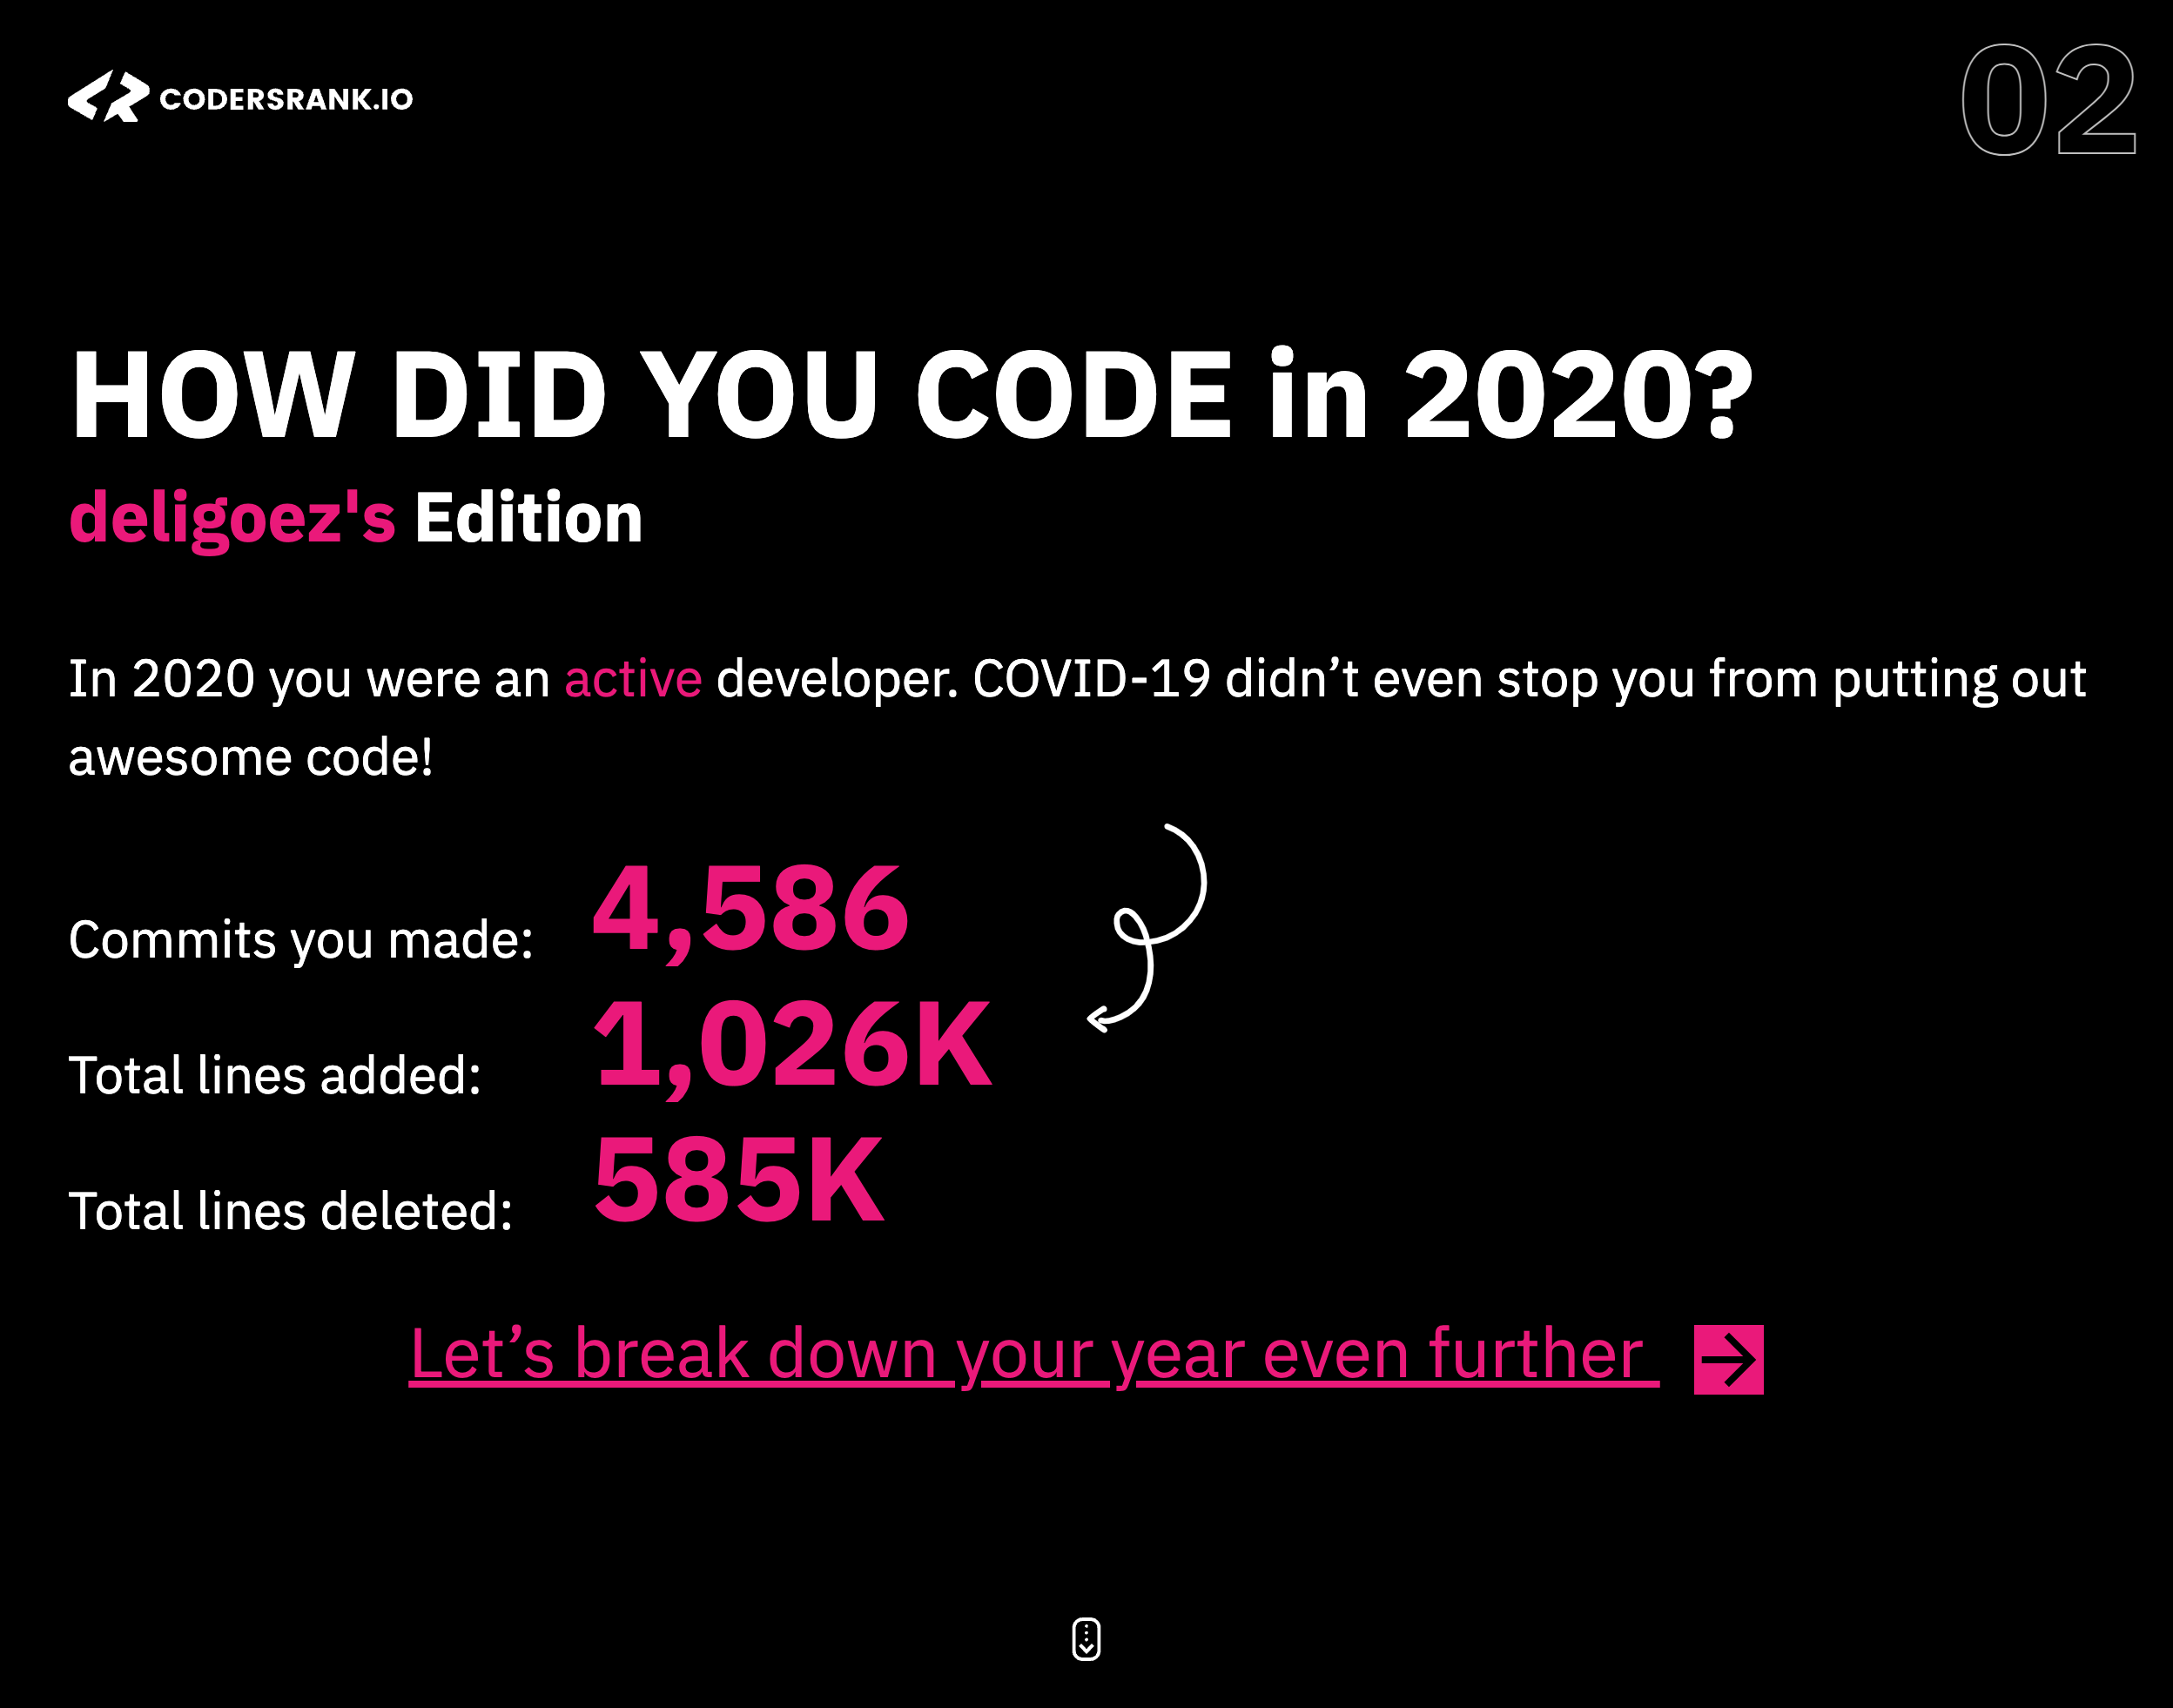 CODERSRANK.IO
02
HOW DID YOU CODE in 2020?
deligoez's Edition
In 2020 you were an active developer. COVID-19 didn’t even stop you from putting out
awesome code!
Commits you made: 4,586
Total lines added: 1,026K
Total lines deleted: 585K
Let’s break down your year even further